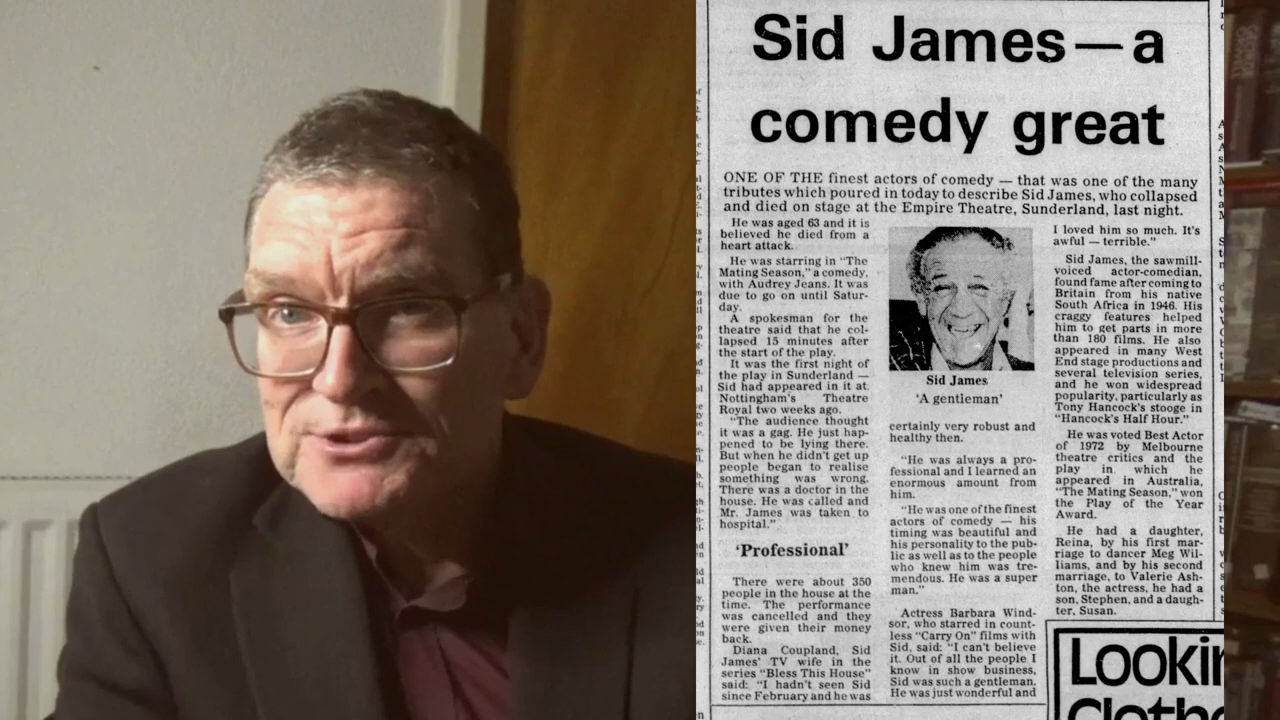 Sid James—a
comedy great
ONE OF THE finest actors of comedy — that was one of the many
tributes which poured in today to describe Sid James, who collapsed
and died on stage at the Empire Theatre, Sunderland, last night.
He was aged 63 and it is
believed he died from a
heart attack.
He was starring in "The
Mating Season," a comedy,
with Audrey Jeans. It was
due to go on until Satur-
day.
A spokesman for the
theatre said that he col-
lapsed 15 minutes after
the start of the play.
It was the first night of
the play in Sunderland —
Sid had appeared in it at
Nottingham's Theatre
Royal two weeks ago.
"The audience thought
it was a gag. He just hap-
pened to be lying there.
But when he didn't get up
people began to realise
something was wrong.
There was a doctor in the
house. He was called and
Mr. James was taken to
hospital."
'Professional'
There were about 350
people in the house at the
time. The performance
was cancelled and they
were given their money
back.
Diana Coupland, Sid
James' TV wife in the
series "Bless This House"
said: "I hadn't seen Sid
since February and he was
Sid James
'A gentleman'
certainly very robust and
healthy then.
"He was always a pro-
fessional and I learned an
enormous amount from
him.
"He was one of the finest
actors of comedy — his
timing was beautiful and
his personality to the pub-
lic as well as to the people
who knew him was tre-
mendous. He was a super
man."
Actress Barbara Wind-
sor, who starred in count-
less "Carry On" films with
Sid, said: "I can't believe
it. Out of all the people I
know in show business,
Sid was such a gentleman.
He was just wonderful and
I loved him so much. It's
awful — terrible."
Sid James, the sawmill-
voiced actor-comedian,
found fame after coming to
Britain from his native
South Africa in 1946. His
craggy features helped
him to get parts in more
than 180 films. He also
appeared in many West
End stage productions and
several television series,
and he won widespread
popularity, particularly as
Tony Hancock's stooge in
"Hancock's Half Hour."
He was voted Best Actor
of 1972 by Melbourne
theatre critics and the
play in which he
appeared in Australia,
"The Mating Season," won
the Play of the Year
Award.
He had a daughter,
Reina, by his first mar-
riage to dancer Meg Wil-
liams, and by his second
marriage, to Valerie Ash-
ton, the actress, he had a
son, Stephen, and a daugh-
ter, Susan.
Lookin